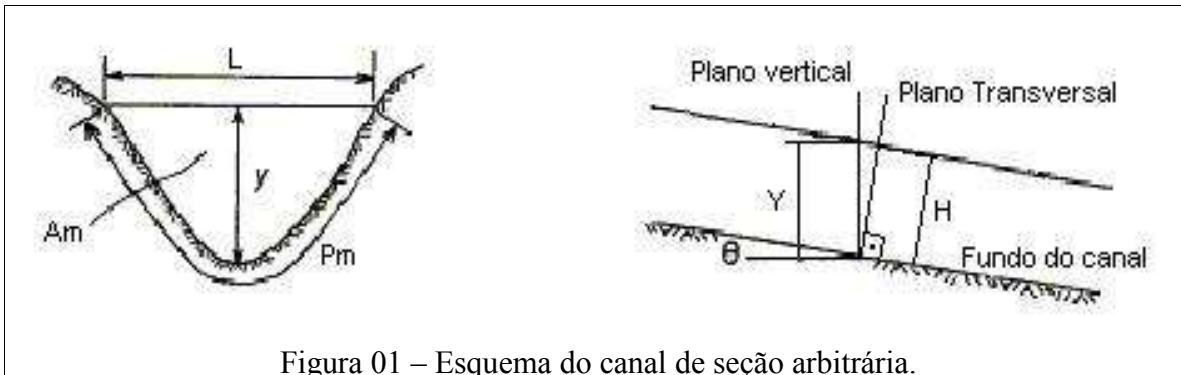 L
y
Am
Pm
Plano vertical
Plano Transversal
Y
H
θ
Fundo do canal
Figura 01 – Esquema do canal de seção arbitrária.